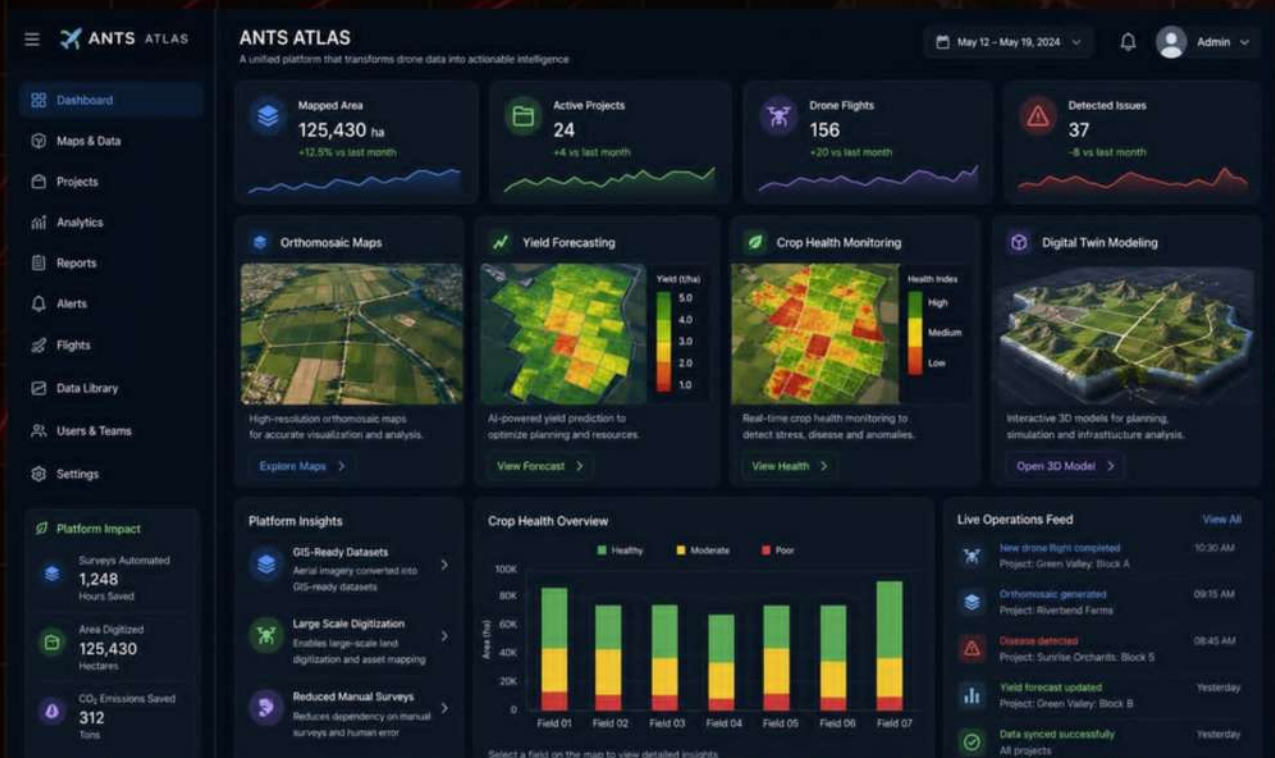 ANTS ATLAS
ANTS ATLAS
A unified platform that transforms drone data into actionable intelligence
May 12 – May 19, 2024
Admin
Dashboard
Maps & Data
Projects
Analytics
Reports
Alerts
Flights
Data Library
Users & Teams
Settings
Platform Impact
Surveys Automated
1,248
Hours Saved
Area Digitized
125,430
Hectares
CO₂ Emissions Saved
312
Tons
Mapped Area
125,430 ha
+12.5% vs last month
Active Projects
24
+4 vs last month
Drone Flights
156
+20 vs last month
Detected Issues
37
-8 vs last month
Orthomosaic Maps
High-resolution orthomosaic maps
for accurate visualization and analysis.
Explore Maps
Yield Forecasting
Yield (t/ha)
5.0
4.0
3.0
2.0
1.0
AI-powered yield prediction to
optimize planning and resources.
View Forecast
Crop Health Monitoring
Health Index
High
Medium
Low
Real-time crop health monitoring to
detect stress, disease and anomalies.
View Health
Digital Twin Modeling
Interactive 3D models for planning,
simulation and infrasttucture analysis.
Open 3D Model
Platform Insights
GIS-Ready Datasets
Aerial imagery converted into
GIS-ready datasets
Large Scale Digitization
Enables large-scale land
digitization and asset mapping
Reduced Manual Surveys
Reduces dependency on manual
surveys and human error
Crop Health Overview
Healthy
Moderate
Poor
Area (ha)
100K
80K
60K
40K
20K
0
Field 01
Field 02
Field 03
Field 04
Field 05
Field 06
Field 07
Select a field on the map to view detailed insights
Live Operations Feed
View All
New drone flight completed
10:30 AM
Project: Green Valley: Block A
Orthomosaic generated
09:15 AM
Project: Riverbend Farms
Disease detected
08:45 AM
Project: Sunrise Orchards: Block 5
Yield forecast updated
Yesterday
Project: Green Valley: Block B
Data synced successfully
Yesterday
All projects